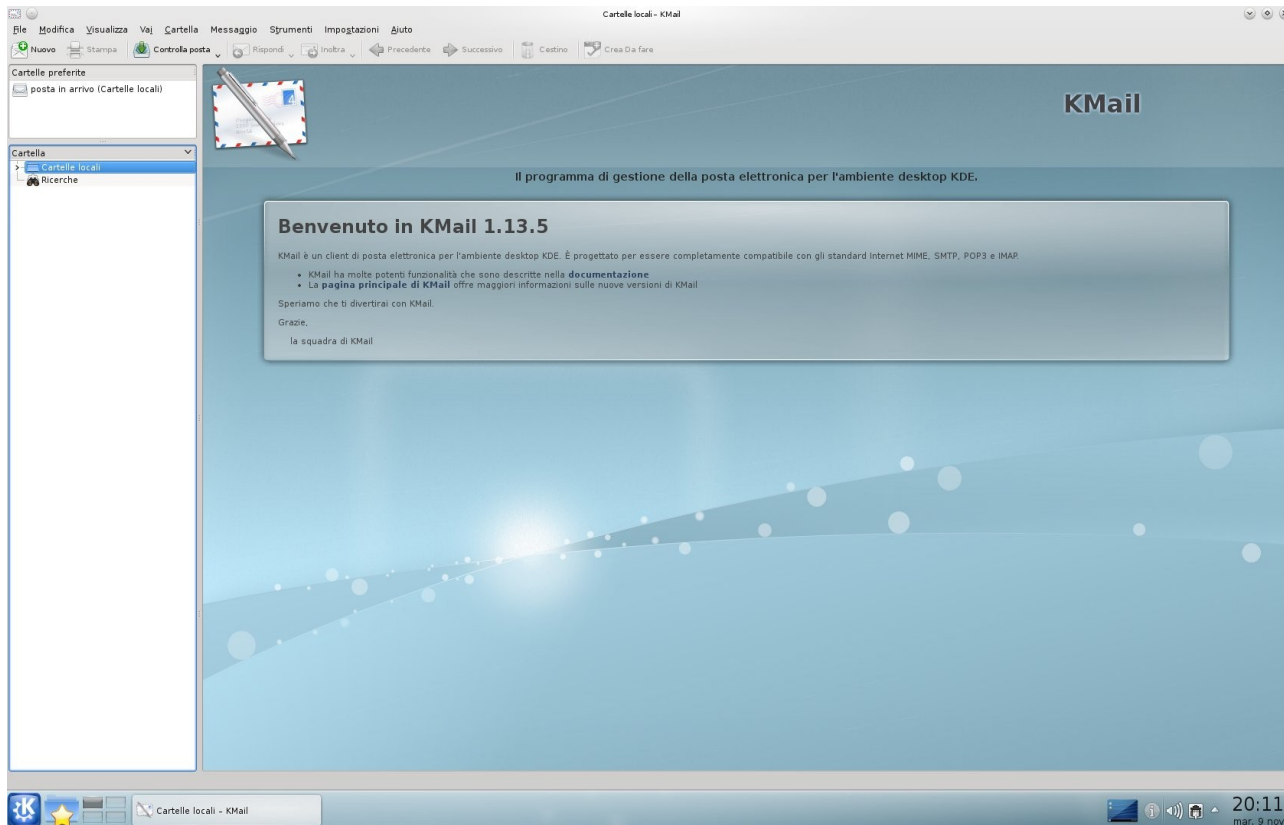 Cartelle locali – KMail
File Modifica Visualizza Vai Cartella Messaggio Strumenti Impostazioni Aiuto
Nuovo Stampa Controlla posta Rispondi Inoltra Precedente Successivo Cestino Crea Da fare
Cartelle preferite
posta in arrivo (Cartelle locali)
Cartella
Cartelle locali
Ricerche
4
KMail
Il programma di gestione della posta elettronica per l'ambiente desktop KDE.
Benvenuto in KMail 1.13.5
KMail è un client di posta elettronica per l'ambiente desktop KDE. È progettato per essere completamente compatibile con gli standard Internet MIME, SMTP, POP3 e IMAP.
• KMail ha molte potenti funzionalità che sono descritte nella documentazione
• La pagina principale di KMail offre maggiori informazioni sulle nuove versioni di KMail
Speriamo che ti divertirai con KMail.
Grazie,
la squadra di KMail
Cartelle locali – KMail
20:11
mar, 9 nov